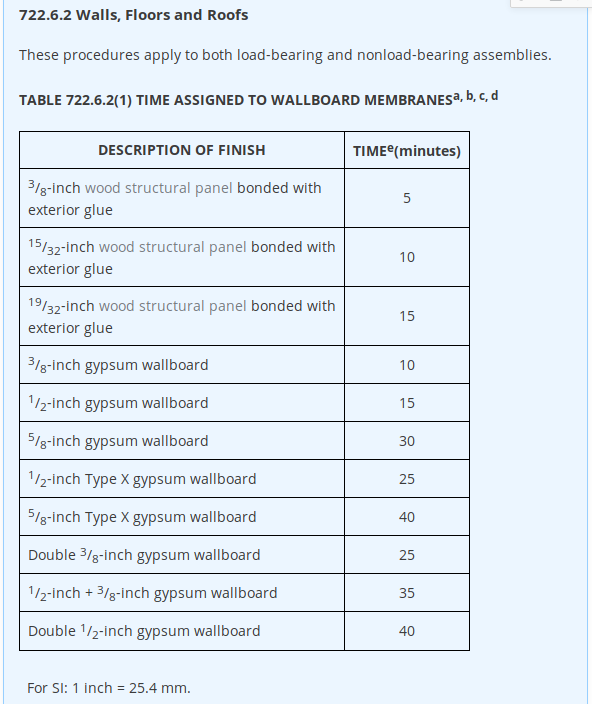 722.6.2 Walls, Floors and Roofs
These procedures apply to both load-bearing and nonload-bearing assemblies.
TABLE 722.6.2(1) TIME ASSIGNED TO WALLBOARD MEMBRANESa, b, c, d
DESCRIPTION OF FINISH TIMEe(minutes)
3/8-inch wood structural panel bonded with
exterior glue
5
15/32-inch wood structural panel bonded with
exterior glue
10
19/32-inch wood structural panel bonded with
exterior glue
15
3/8-inch gypsum wallboard 10
1/2-inch gypsum wallboard 15
5/8-inch gypsum wallboard 30
1/2-inch Type X gypsum wallboard 25
5/8-inch Type X gypsum wallboard 40
Double 3/8-inch gypsum wallboard 25
1/2-inch + 3/8-inch gypsum wallboard 35
Double 1/2-inch gypsum wallboard 40
For SI: 1 inch = 25.4 mm.